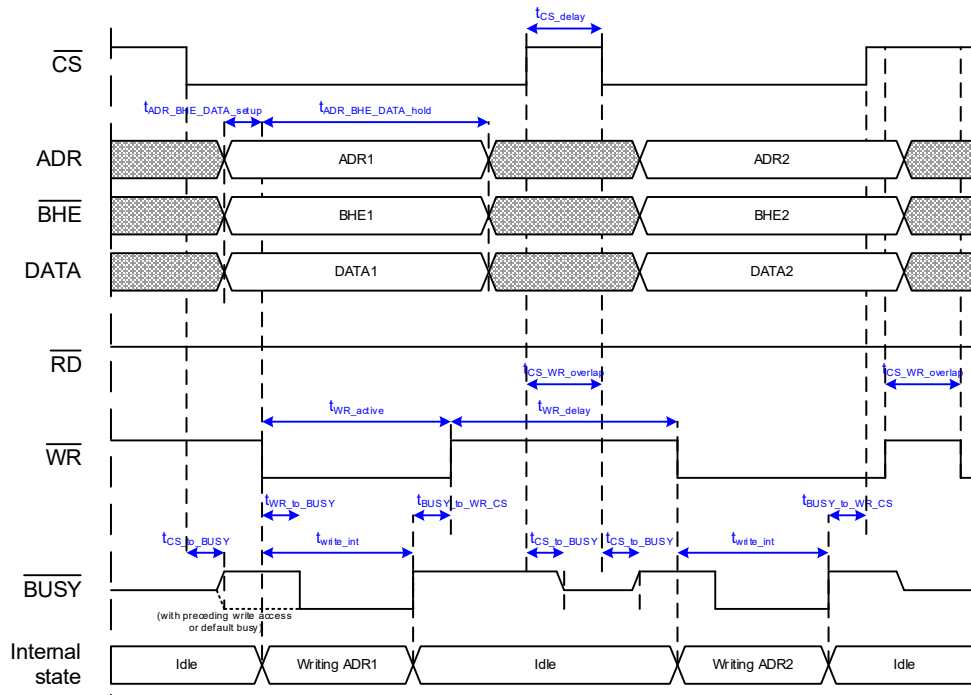 tCS_delay
CS
tADR_BHE_DATA_setup tADR_BHE_DATA_hold
ADR ADR1 ADR2
BHE BHE1 BHE2
DATA DATA1 DATA2
RD
tCS_WR_overlap tCS_WR_overlap
tWR_active tWR_delay
WR
tWR_to_BUSY tBUSY_to_WR_CS tBUSY_to_WR_CS
tCS_to_BUSY twrite_int tCS_to_BUSY tCS_to_BUSY twrite_int
BUSY
(with preceding write access
or default busy)
Internal
state
Idle Writing ADR1 Idle Writing ADR2 Idle